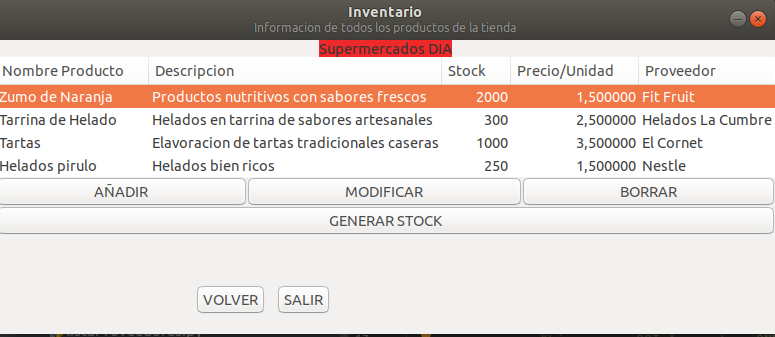 Inventario
Informacion de todos los productos de la tienda
Supermercados DIA
Nombre Producto Descripcion Stock Precio/Unidad Proveedor
Zumo de Naranja Productos nutritivos con sabores frescos 2000 1,500000 Fit Fruit
Tarrina de Helado Helados en tarrina de sabores artesanales 300 2,500000 Helados La Cumbre
Tartas Elavoracion de tartas tradicionales caseras 1000 3,500000 El Cornet
Helados pirulo Helados bien ricos 250 1,500000 Nestle
AÑADIR MODIFICAR BORRAR
GENERAR STOCK
VOLVER SALIR